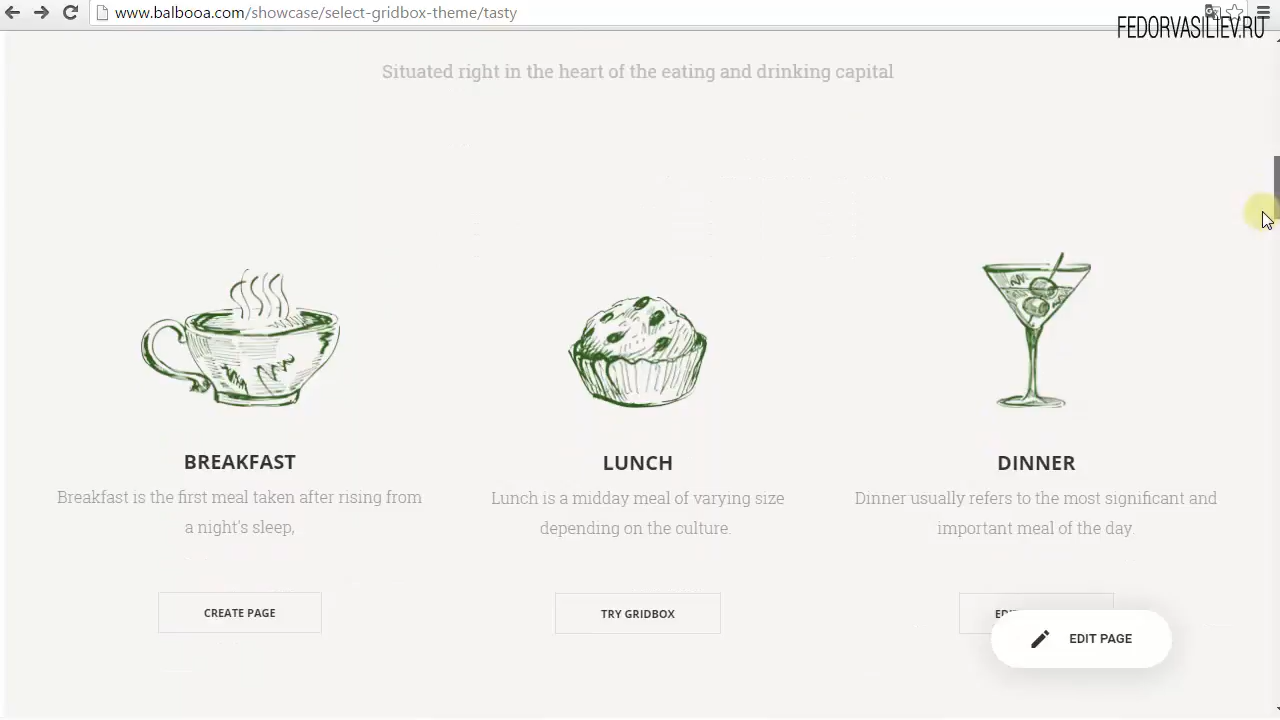 www.balbooa.com/showcase/select-gridbox-theme/tasty
FEDORVASILIEV.RU
Situated right in the heart of the eating and drinking capital
BREAKFAST
Breakfast is the first meal taken after rising from
a night's sleep,
CREATE PAGE
LUNCH
Lunch is a midday meal of varying size
depending on the culture.
TRY GRIDBOX
DINNER
Dinner usually refers to the most significant and
important meal of the day
EDIT PAGE